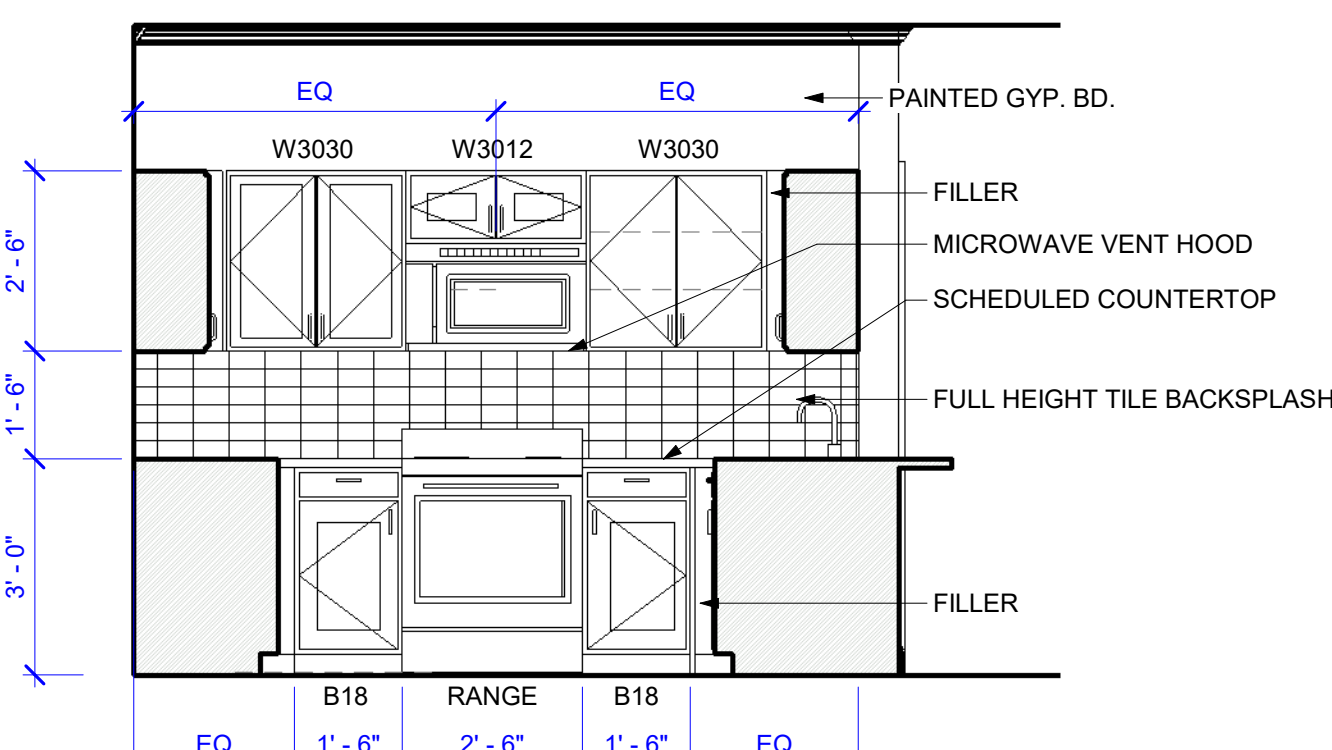 EQ EQ
PAINTED GYP. BD.
W3030 W3012 W3030
FILLER
2' - 6"
MICROWAVE VENT HOOD
SCHEDULED COUNTERTOP
1' - 6"
FULL HEIGHT TILE BACKSPLASH
3' - 0"
FILLER
B18 RANGE B18
EQ 1' - 6" 2' - 6" 1' - 6" EQ